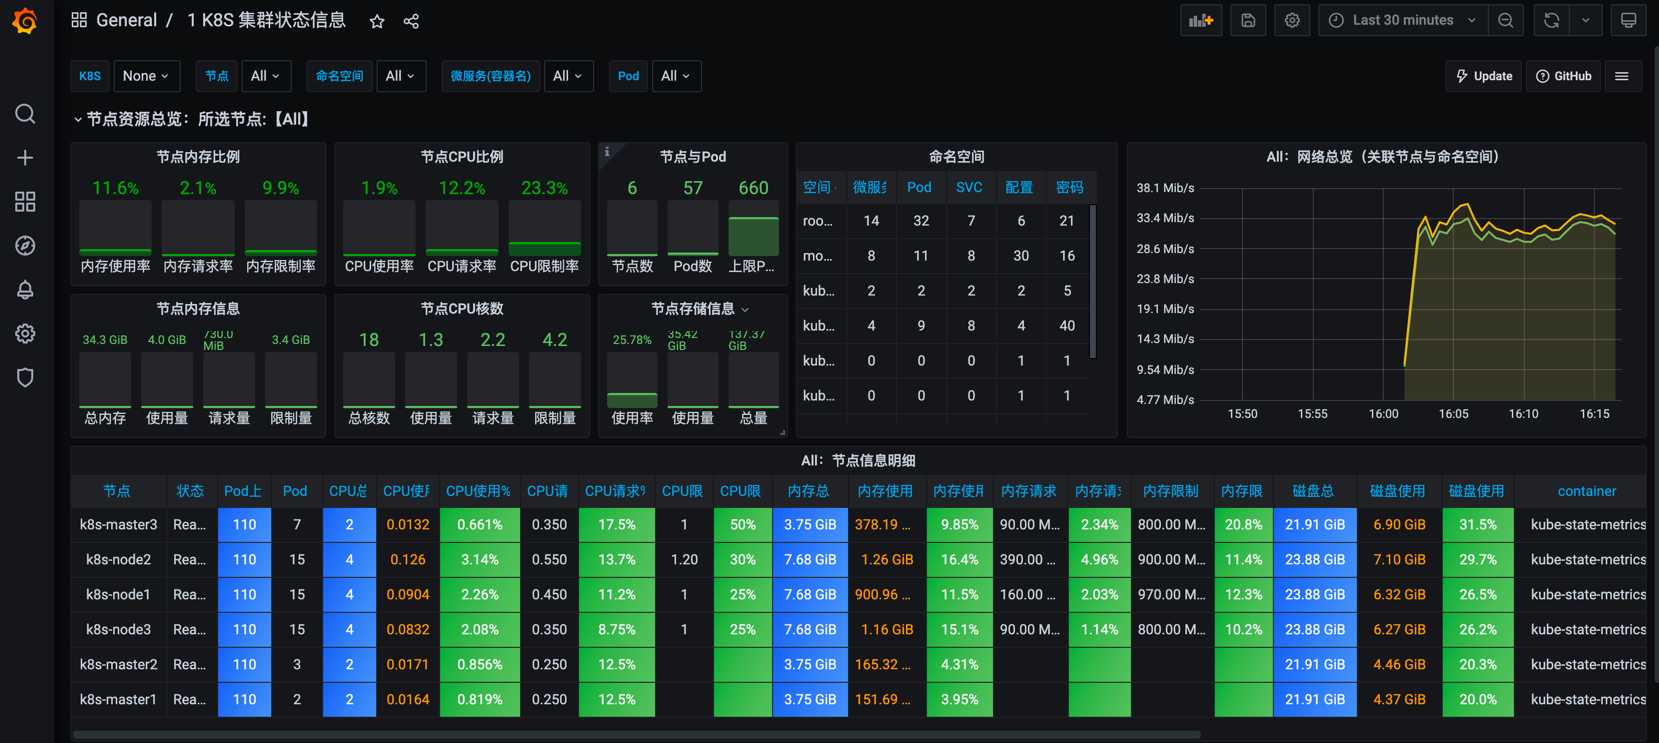 General / 1 K8S 集群状态信息
Last 30 minutes
K8S None 节点 All 命名空间 All 微服务(容器名) All Pod All
Update GitHub
节点资源总览：所选节点:【All】
节点内存比例
11.6% 2.1% 9.9%
内存使用率 内存请求率 内存限制率
节点CPU比例
1.9% 12.2% 23.3%
CPU使用率 CPU请求率 CPU限制率
节点与Pod
6 57 660
节点数 Pod数 上限P...
节点内存信息
34.3 GiB 4.0 GiB 730.0 MiB 3.4 GiB
总内存 使用量 请求量 限制量
节点CPU核数
18 1.3 2.2 4.2
总核数 使用量 请求量 限制量
节点存储信息
25.78% 35.42 GiB 137.37 GiB
使用率 使用量 总量
命名空间
空间 微服务 Pod SVC 配置 密码
roo... 14 32 7 6 21
mo... 8 11 8 30 16
kub... 2 2 2 2 5
kub... 4 9 8 4 40
kub... 0 0 0 1 1
kub... 0 0 0 1 1
All：网络总览（关联节点与命名空间）
38.1 Mib/s
33.4 Mib/s
28.6 Mib/s
23.8 Mib/s
19.1 Mib/s
14.3 Mib/s
9.54 Mib/s
4.77 Mib/s
15:50 15:55 16:00 16:05 16:10 16:15
All：节点信息明细
节点 状态 Pod上 Pod CPU总 CPU使用 CPU使用% CPU请 CPU请求% CPU限 CPU限 内存总 内存使用 内存使用 内存请求 内存请求 内存限制 内存限 磁盘总 磁盘使用 磁盘使用 container
k8s-master3 Rea... 110 7 2 0.0132 0.661% 0.350 17.5% 1 50% 3.75 GiB 378.19 ... 9.85% 90.00 M... 2.34% 800.00 M... 20.8% 21.91 GiB 6.90 GiB 31.5% kube-state-metrics
k8s-node2 Rea... 110 15 4 0.126 3.14% 0.550 13.7% 1.20 30% 7.68 GiB 1.26 GiB 16.4% 390.00 ... 4.96% 900.00 M... 11.4% 23.88 GiB 7.10 GiB 29.7% kube-state-metrics
k8s-node1 Rea... 110 15 4 0.0904 2.26% 0.450 11.2% 1 25% 7.68 GiB 900.96 ... 11.5% 160.00 ... 2.03% 970.00 M... 12.3% 23.88 GiB 6.32 GiB 26.5% kube-state-metrics
k8s-node3 Rea... 110 15 4 0.0832 2.08% 0.350 8.75% 1 25% 7.68 GiB 1.16 GiB 15.1% 90.00 M... 1.14% 800.00 M... 10.2% 23.88 GiB 6.27 GiB 26.2% kube-state-metrics
k8s-master2 Rea... 110 3 2 0.0171 0.856% 0.250 12.5% 3.75 GiB 165.32 ... 4.31% 21.91 GiB 4.46 GiB 20.3% kube-state-metrics
k8s-master1 Rea... 110 2 2 0.0164 0.819% 0.250 12.5% 3.75 GiB 151.69 ... 3.95% 21.91 GiB 4.37 GiB 20.0% kube-state-metrics